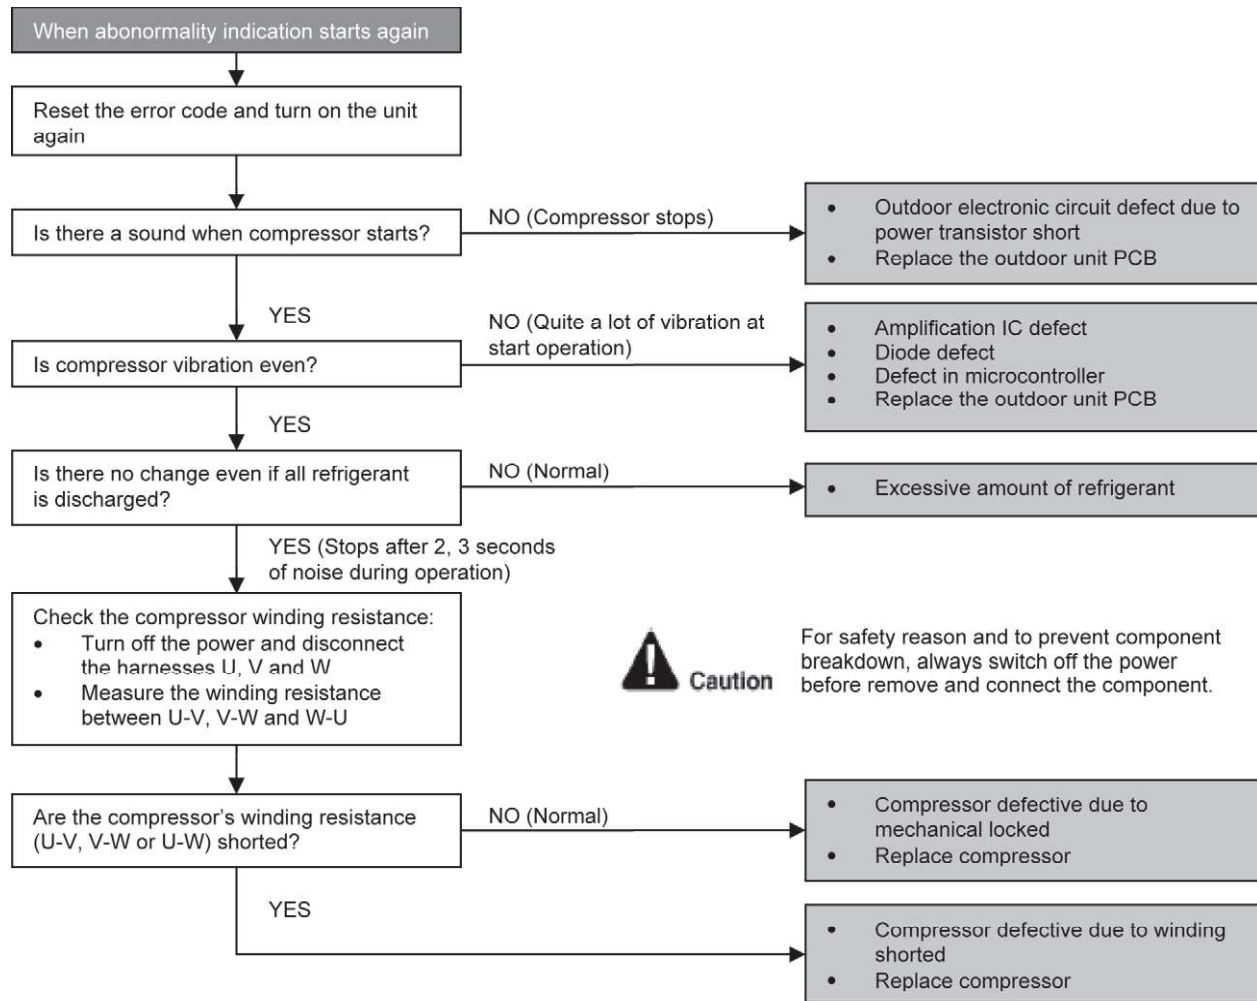 When abonormality indication starts again
Reset the error code and turn on the unit
again
Is there a sound when compressor starts?
NO (Compressor stops)
• Outdoor electronic circuit defect due to
power transistor short
• Replace the outdoor unit PCB
YES
NO (Quite a lot of vibration at
start operation)
Is compressor vibration even?
• Amplification IC defect
• Diode defect
• Defect in microcontroller
• Replace the outdoor unit PCB
YES
Is there no change even if all refrigerant
is discharged?
NO (Normal)
• Excessive amount of refrigerant
YES (Stops after 2, 3 seconds
of noise during operation)
Check the compressor winding resistance:
• Turn off the power and disconnect
the harnesses U, V and W
• Measure the winding resistance
between U-V, V-W and W-U
Caution
For safety reason and to prevent component
breakdown, always switch off the power
before remove and connect the component.
Are the compressor’s winding resistance
(U-V, V-W or U-W) shorted?
NO (Normal)
• Compressor defective due to
mechanical locked
• Replace compressor
YES
• Compressor defective due to winding
shorted
• Replace compressor